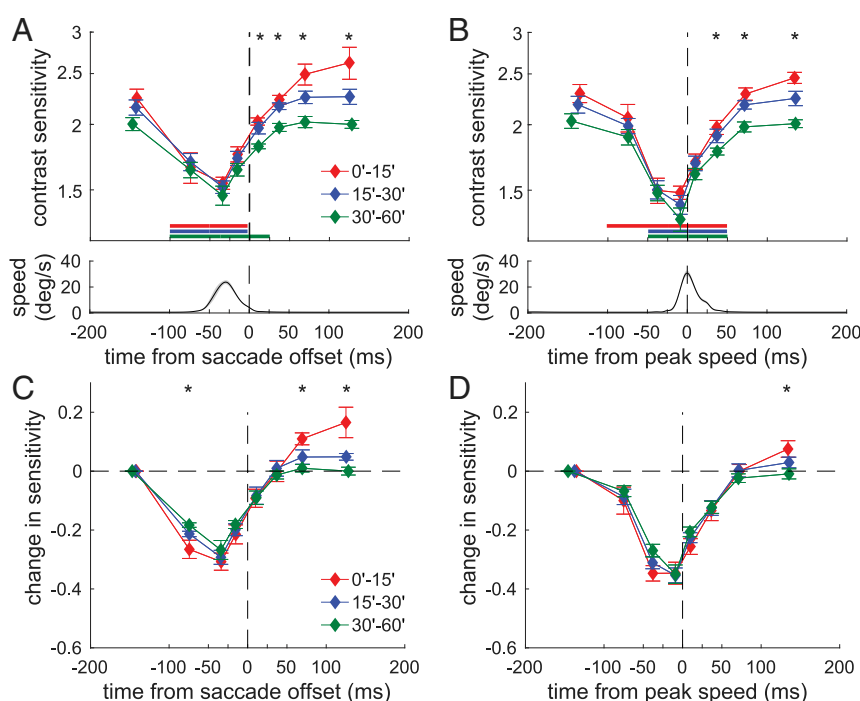 A
* * * *
contrast sensitivity
3
2.5
2
1.5
0'-15'
15'-30'
30'-60'
speed
(deg/s)
40
20
0
-200 -100 -50 0 50 100 200
time from saccade offset (ms)
B
* * *
contrast sensitivity
3
2.5
2
1.5
speed
(deg/s)
40
20
0
-200 -100 -50 0 50 100 200
time from peak speed (ms)
C
* * *
change in sensitivity
0.2
0
-0.2
-0.4
-0.6
0'-15'
15'-30'
30'-60'
-200 -100 -50 0 50 100 200
time from saccade offset (ms)
D
*
change in sensitivity
0.2
0
-0.2
-0.4
-0.6
-200 -100 -50 0 50 100 200
time from peak speed (ms)